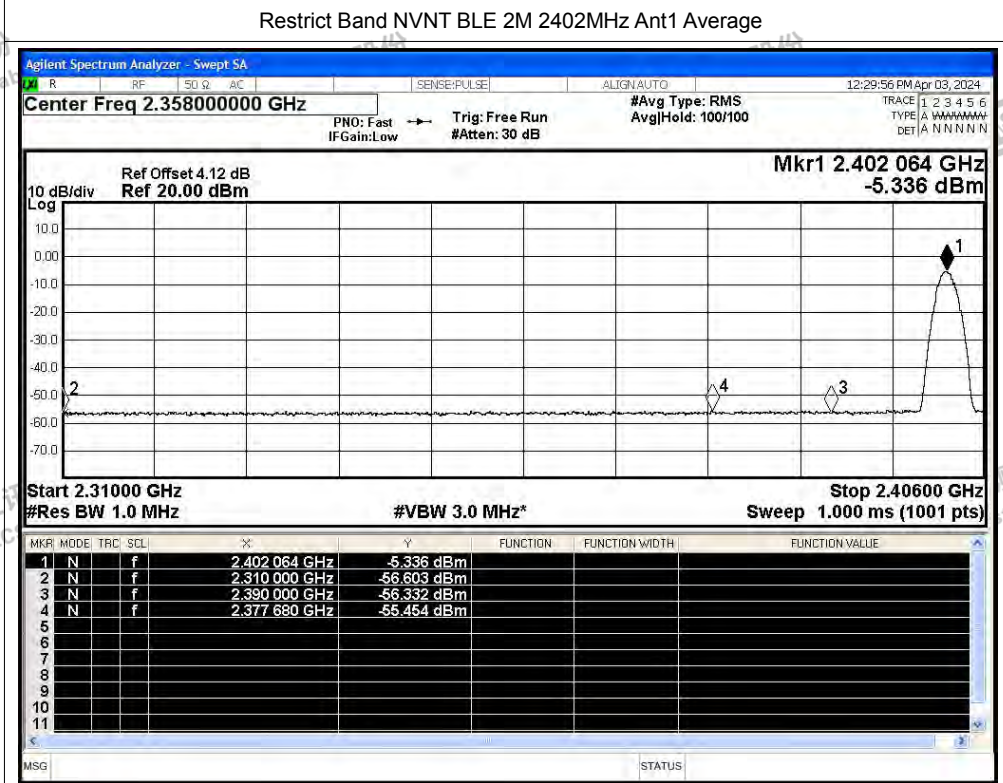 Restrict Band NVNT BLE 2M 2402MHz Ant1 Average
Agilent Spectrum Analyzer - Swept SA
LXI R RF 50 Ω AC SENSE:PULSE ALIGN AUTO 12:29:56 PM Apr 03, 2024
Center Freq 2.358000000 GHz #Avg Type: RMS TRACE 1 2 3 4 5 6
PNO: Fast Trig: Free Run Avg|Hold: 100/100 TYPE A WWWWW
IFGain:Low #Atten: 30 dB DET A N N N N N
Mkr1 2.402 064 GHz
Ref Offset 4.12 dB
10 dB/div Ref 20.00 dBm -5.336 dBm
Log
10.0
0.00
1
-10.0
-20.0
-30.0
-40.0
-50.0
2 4 3
-60.0
-70.0
Start 2.31000 GHz Stop 2.40600 GHz
#Res BW 1.0 MHz #VBW 3.0 MHz* Sweep 1.000 ms (1001 pts)
MKR MODE TRC SCL X Y FUNCTION FUNCTION WIDTH FUNCTION VALUE
1 N f 2.402 064 GHz -5.336 dBm
2 N f 2.310 000 GHz -56.603 dBm
3 N f 2.390 000 GHz -56.332 dBm
4 N f 2.377 680 GHz -55.454 dBm
5
6
7
8
9
10
11
MSG STATUS